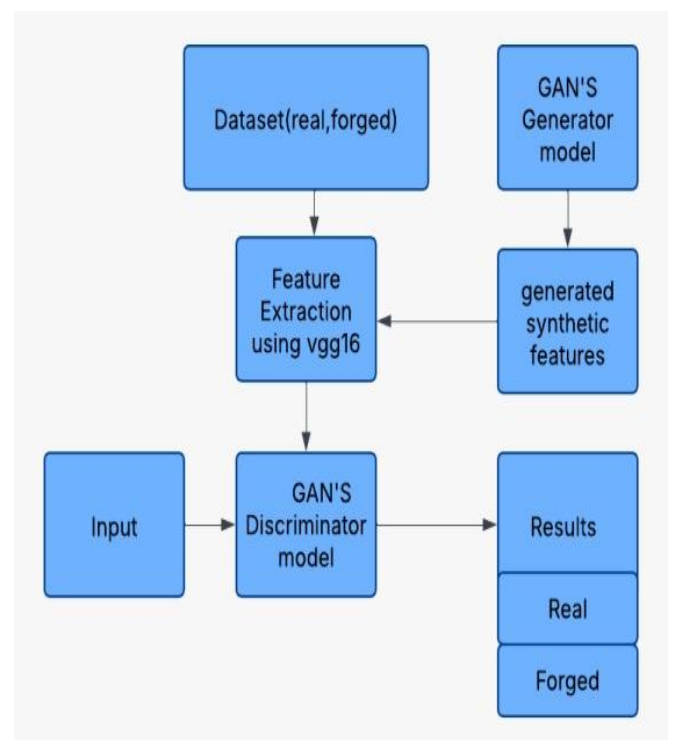 Dataset(real,forged)
GAN'S
Generator
model
Feature
Extraction
using vgg16
generated
synthetic
features
Input
GAN'S
Discriminator
model
Results
Real
Forged